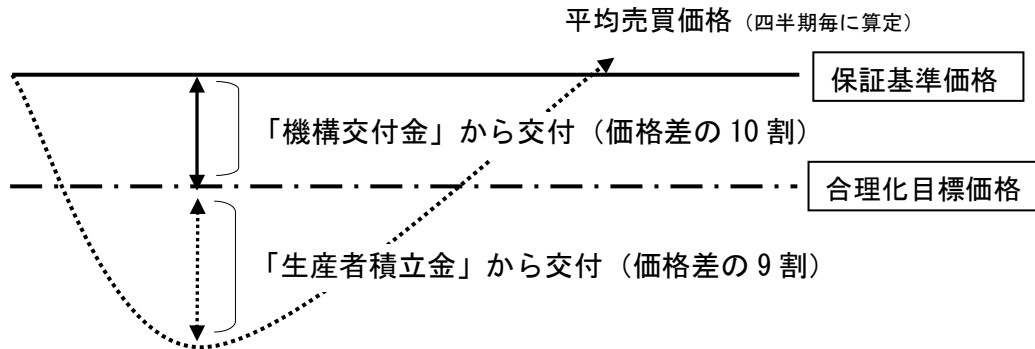 平均売買価格（四半期毎に算定）
保証基準価格
「機構交付金」から交付（価格差の 10 割）
合理化目標価格
「生産者積立金」から交付（価格差の 9 割）